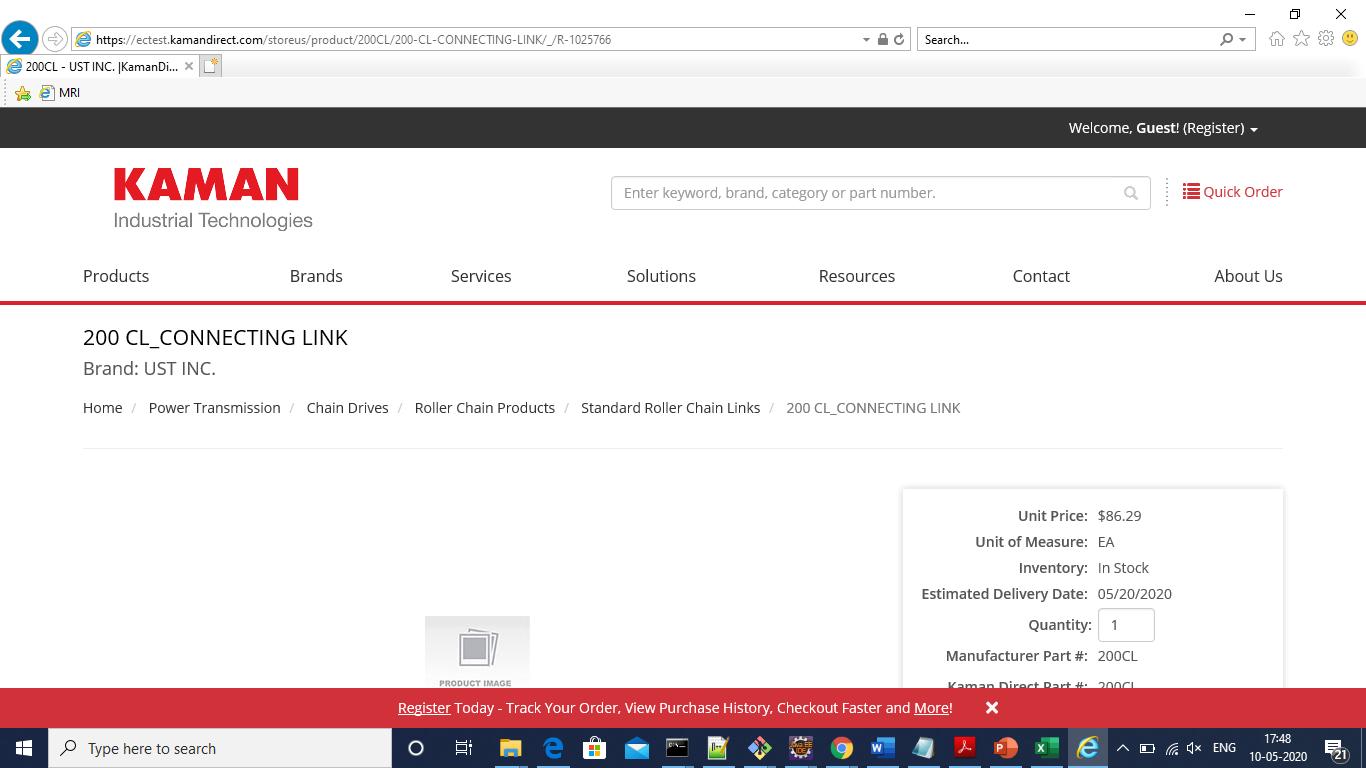 https://ectest.kamandirect.com/storeus/product/200CL/200-CL-CONNECTING-LINK/_/R-1025766
Search...
200CL - UST INC. |KamanDi...
MRI
Welcome, Guest! (Register)
KAMAN
Industrial Technologies
Enter keyword, brand, category or part number.
Quick Order
Products Brands Services Solutions Resources Contact About Us
200 CL_CONNECTING LINK
Brand: UST INC.
Home / Power Transmission / Chain Drives / Roller Chain Products / Standard Roller Chain Links / 200 CL_CONNECTING LINK
Unit Price: $86.29
Unit of Measure: EA
Inventory: In Stock
Estimated Delivery Date: 05/20/2020
Quantity: 1
Manufacturer Part #: 200CL
Kaman Direct Part #: 200CL
PRODUCT IMAGE
Register Today - Track Your Order, View Purchase History, Checkout Faster and More!
Type here to search
ENG
17:48
10-05-2020
21